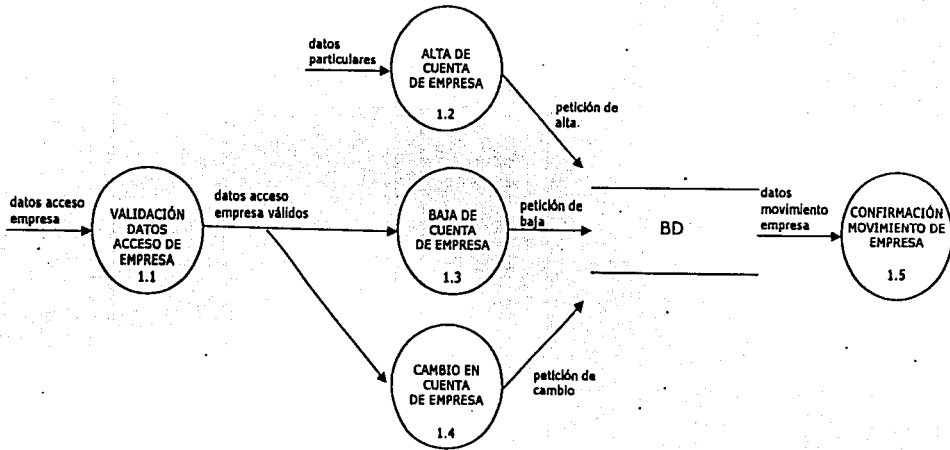 datos
particulares
ALTA DE
CUENTA
DE EMPRESA
1.2
petición de
alta.
datos acceso
empresa
VALIDACIÓN
DATOS
ACCESO DE
EMPRESA
1.1
datos acceso
empresa válidos
BAJA DE
CUENTA
DE EMPRESA
1.3
petición de
baja
BD
datos
movimiento
empresa
CONFIRMACIÓN
MOVIMIENTO DE
EMPRESA
1.5
CAMBIO EN
CUENTA
DE EMPRESA
1.4
petición de
cambio